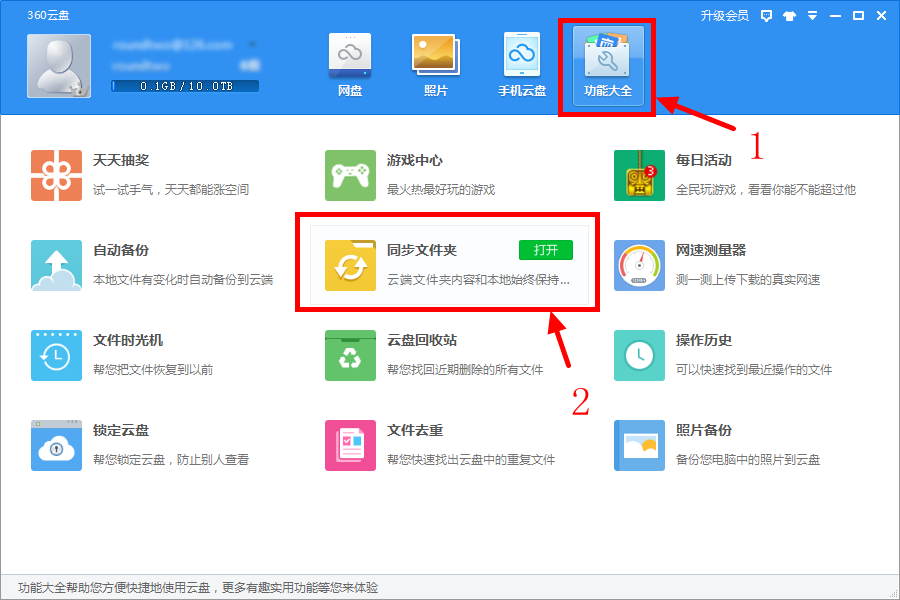 360云盘
升级会员
0.1GB / 10.0TB
网盘
照片
手机云盘
功能大全
1
天天抽奖
试一试手气，天天都能涨空间
游戏中心
最火热最好玩的游戏
每日活动
3
全民玩游戏，看看你能不能超过他
自动备份
本地文件有变化时自动备份到云端
同步文件夹
打开
云端文件夹内容和本地始终保持...
网速测量器
测一测上传下载的真实网速
文件时光机
帮您把文件恢复到以前
云盘回收站
帮您找回近期删除的所有文件
操作历史
可以快速找到最近操作的文件
2
锁定云盘
帮您锁定云盘，防止别人查看
文件去重
帮您快速找出云盘中的重复文件
照片备份
备份您电脑中的照片到云盘
功能大全帮助您方便快捷地使用云盘，更多有趣实用功能等您来体验